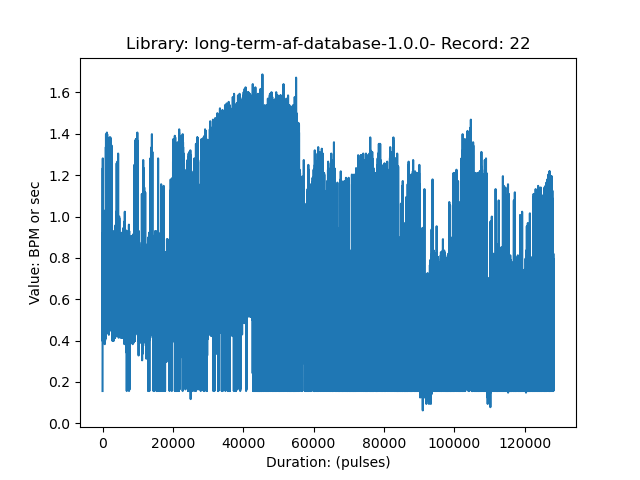 Library: long-term-af-database-1.0.0- Record: 22
Value: BPM or sec
1.6
1.4
1.2
1.0
0.8
0.6
0.4
0.2
0.0
0 20000 40000 60000 80000 100000 120000
Duration: (pulses)